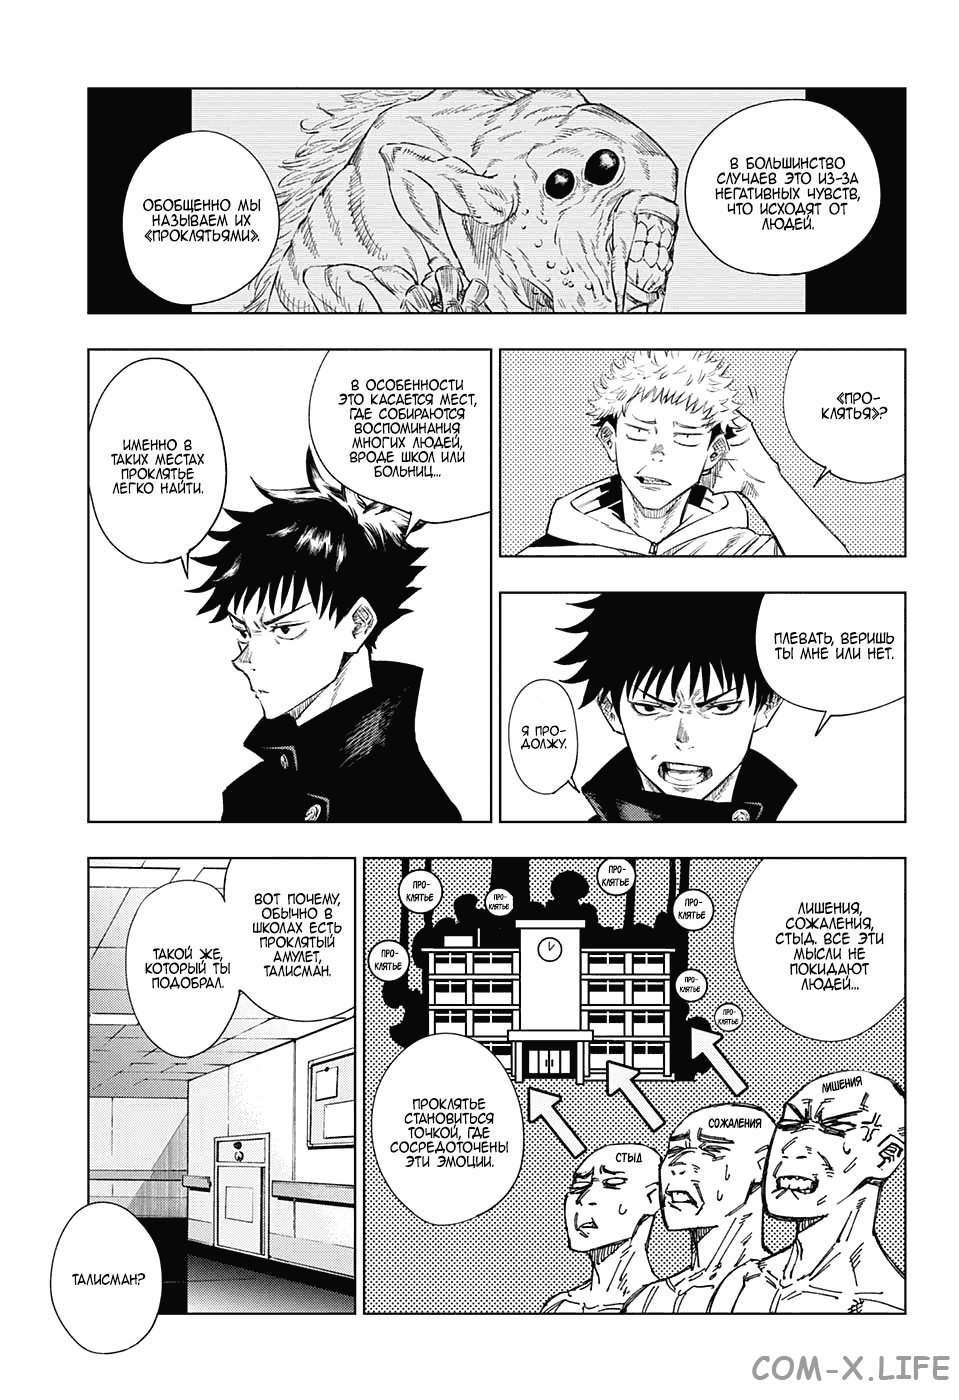 В БОЛЬШИНСТВО
СЛУЧАЕВ ЭТО ИЗ-ЗА
НЕГАТИВНЫХ ЧУВСТВ,
ЧТО ИСХОДЯТ ОТ
ЛЮДЕЙ.
ОБОБЩЕННО МЫ
НАЗЫВАЕМ ИХ
«ПРОКЛЯТЬЯМИ».
«ПРО-
КЛЯТЬЯ»?
В ОСОБЕННОСТИ
ЭТО КАСАЕТСЯ МЕСТ,
ГДЕ СОБИРАЮТСЯ
ВОСПОМИНАНИЯ
МНОГИХ ЛЮДЕЙ,
ВРОДЕ ШКОЛ ИЛИ
БОЛЬНИЦ...
ИМЕННО В
ТАКИХ МЕСТАХ
ПРОКЛЯТЬЕ
ЛЕГКО НАЙТИ.
ПЛЕВАТЬ, ВЕРИШЬ
ТЫ МНЕ ИЛИ НЕТ.
Я ПРО-
ДОЛЖУ.
ЛИШЕНИЯ,
СОЖАЛЕНИЯ,
СТЫД. ВСЕ ЭТИ
МЫСЛИ НЕ
ПОКИДАЮТ
ЛЮДЕЙ...
ПРО-
КЛЯТЬЕ
ПРО-
КЛЯТЬЕ
ПРО-
КЛЯТЬЕ
ПРО-
КЛЯТЬЕ
ПРО-
КЛЯТЬЕ
ПРО-
КЛЯТЬЕ
ПРО-
КЛЯТЬЕ
ПРОКЛЯТЬЕ
СТАНОВИТЬСЯ
ТОЧКОЙ, ГДЕ
СОСРЕДОТОЧЕНЫ
ЭТИ ЭМОЦИИ.
ЛИШЕНИЯ
СОЖАЛЕНИЯ
СТЫД
ВОТ ПОЧЕМУ,
ОБЫЧНО В
ШКОЛАХ ЕСТЬ
ПРОКЛЯТЫЙ
АМУЛЕТ,
ТАЛИСМАН.
ТАКОЙ ЖЕ,
КОТОРЫЙ ТЫ
ПОДОБРАЛ.
ТАЛИСМАН?
COM-X.LIFE